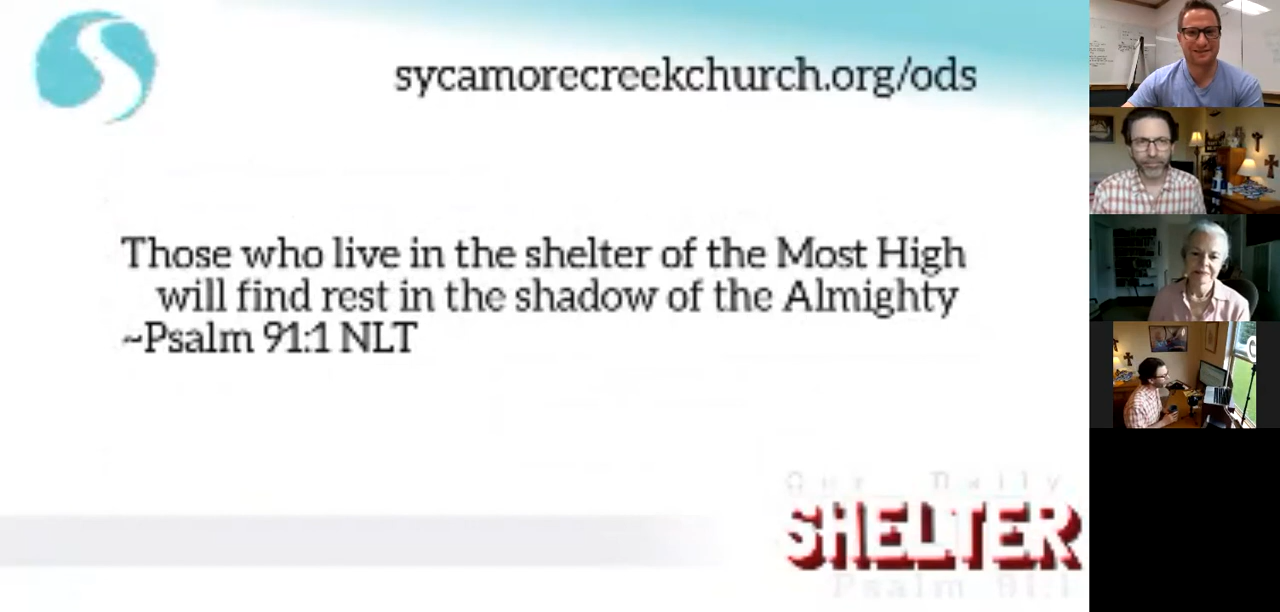 sycamorecreekchurch.org/ods
Those who live in the shelter of the Most High
will find rest in the shadow of the Almighty
~Psalm 91:1 NLT
Our Daily
SHELTER
Psalm 91:1